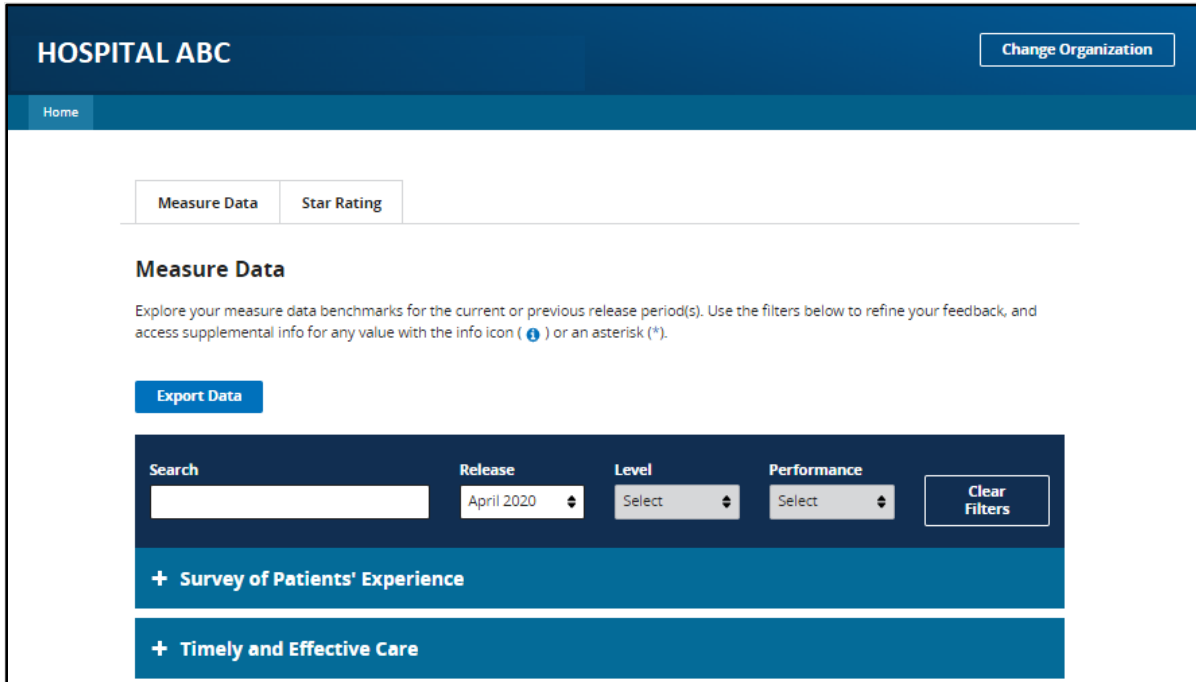 HOSPITAL ABC
Change Organization
Home
Measure Data
Star Rating
Measure Data
Explore your measure data benchmarks for the current or previous release period(s). Use the filters below to refine your feedback, and
access supplemental info for any value with the info icon ( i ) or an asterisk (*).
Export Data
Search
Release
Level
Performance
April 2020
Select
Select
Clear
Filters
+ Survey of Patients' Experience
+ Timely and Effective Care